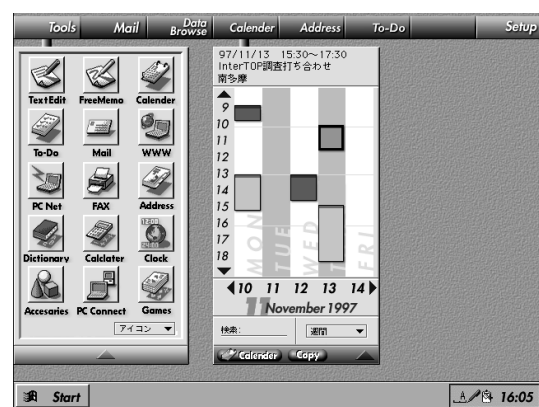 Tools Mail Data Browse Calender Address To-Do Setup
TextEdit FreeMemo Calender
To-Do Mail WWW
PC Net FAX Address
Dictionary Calclater Clock
Accesaries PC Connect Games
アイコン
97/11/13 15:30～17:30
InterTOP調査打ち合わせ
南多摩
9
10
11
12
13
14
15
16
17
18
MON TUE WED T FRI
10 11 12 13 14
11 November 1997
検索: 週間
Calender Copy
Start
A 16:05